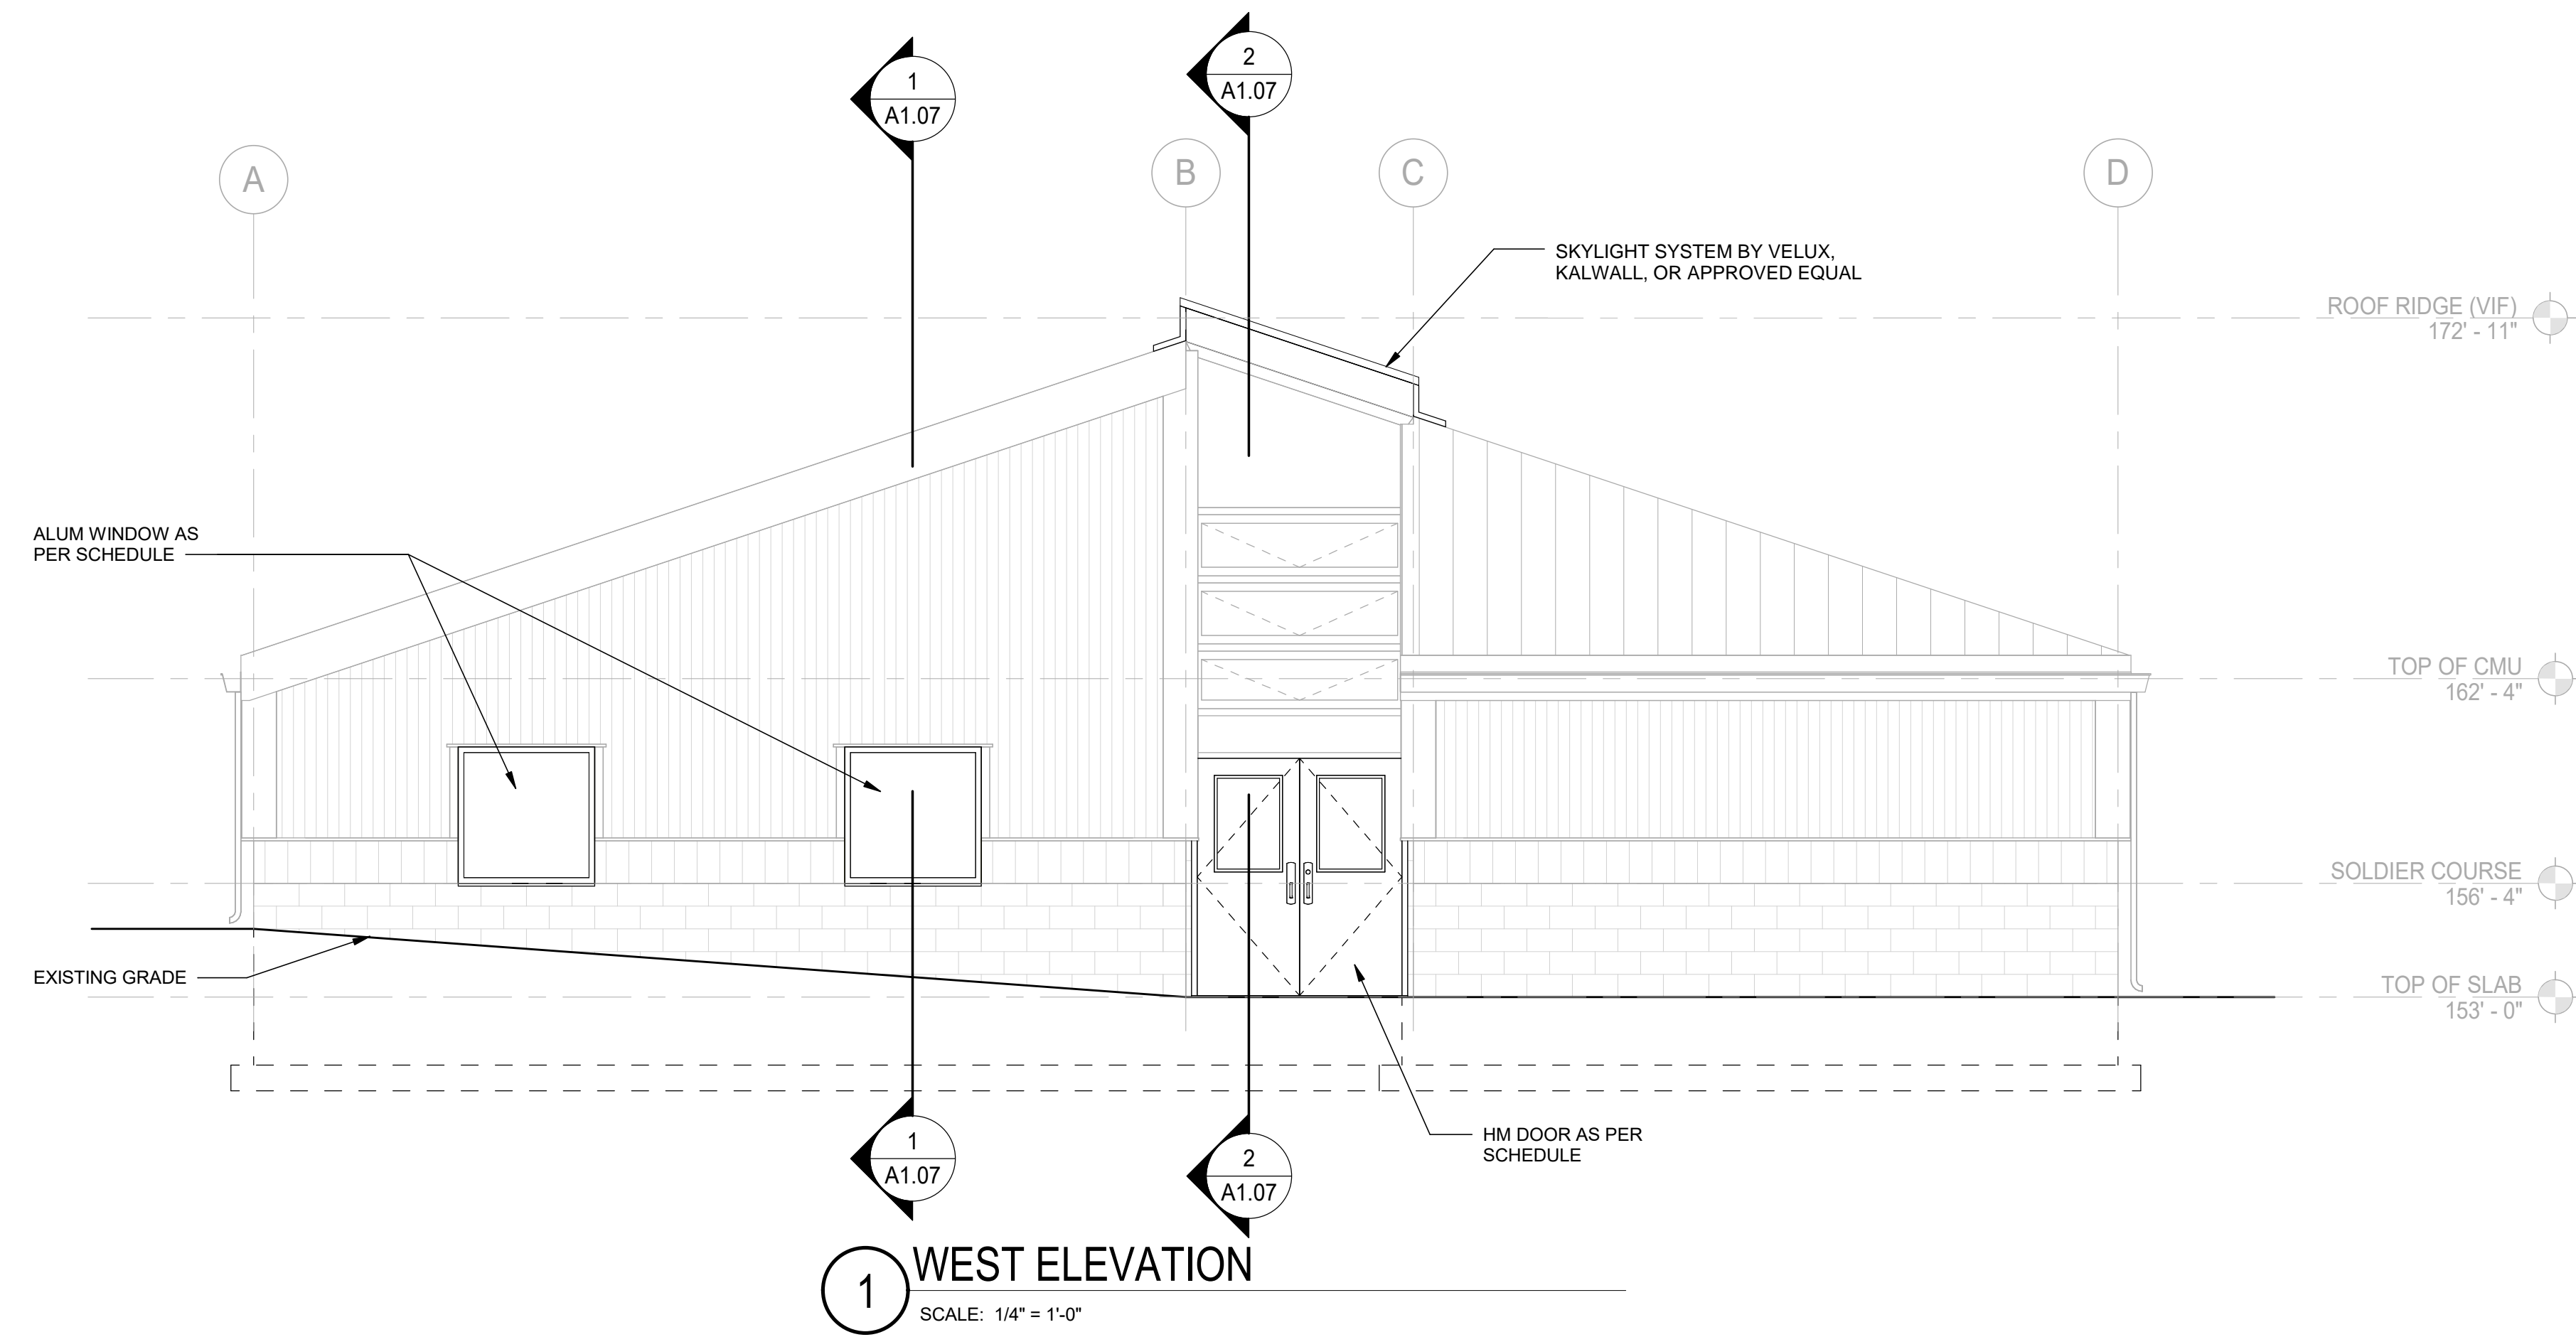 1
A1.07
2
A1.07
A
B
C
D
SKYLIGHT SYSTEM BY VELUX,
KALWALL, OR APPROVED EQUAL
ROOF RIDGE (VIF)
172' - 11"
ALUM WINDOW AS
PER SCHEDULE
TOP OF CMU
162' - 4"
SOLDIER COURSE
156' - 4"
EXISTING GRADE
TOP OF SLAB
153' - 0"
HM DOOR AS PER
SCHEDULE
1
A1.07
2
A1.07
1
WEST ELEVATION
SCALE: 1/4" = 1'-0"